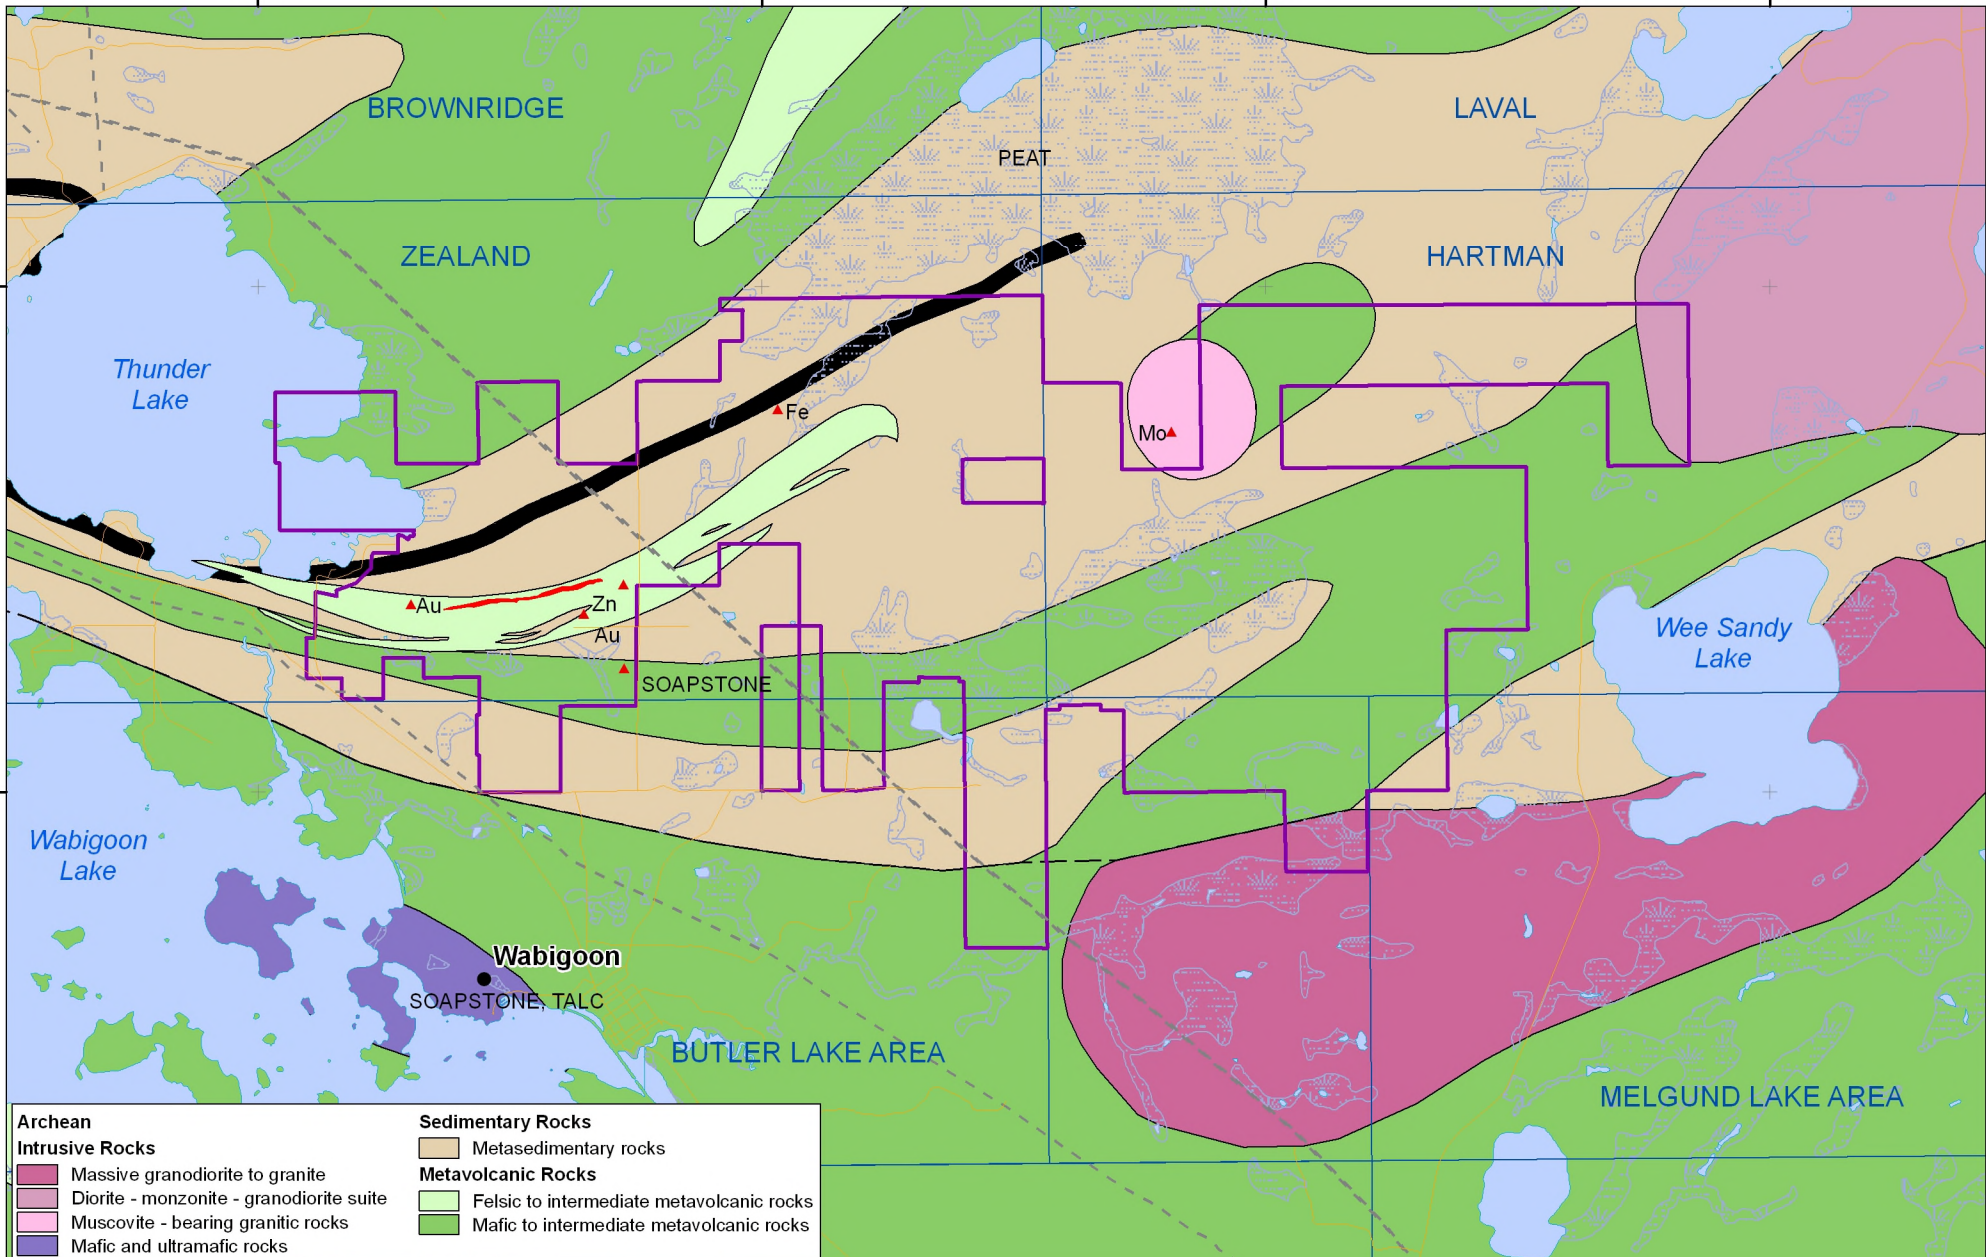 BROWNRIDGE
LAVAL
PEAT
ZEALAND
HARTMAN
Thunder
Lake
Fe
Mo
Au
Zn
Au
Wee Sandy
Lake
SOAPSTONE
Wabigoon
Lake
Wabigoon
SOAPSTONE, TALC
BUTLER LAKE AREA
MELGUND LAKE AREA
Archean
Intrusive Rocks
Massive granodiorite to granite
Diorite - monzonite - granodiorite suite
Muscovite - bearing granitic rocks
Mafic and ultramafic rocks
Sedimentary Rocks
Metasedimentary rocks
Metavolcanic Rocks
Felsic to intermediate metavolcanic rocks
Mafic to intermediate metavolcanic rocks